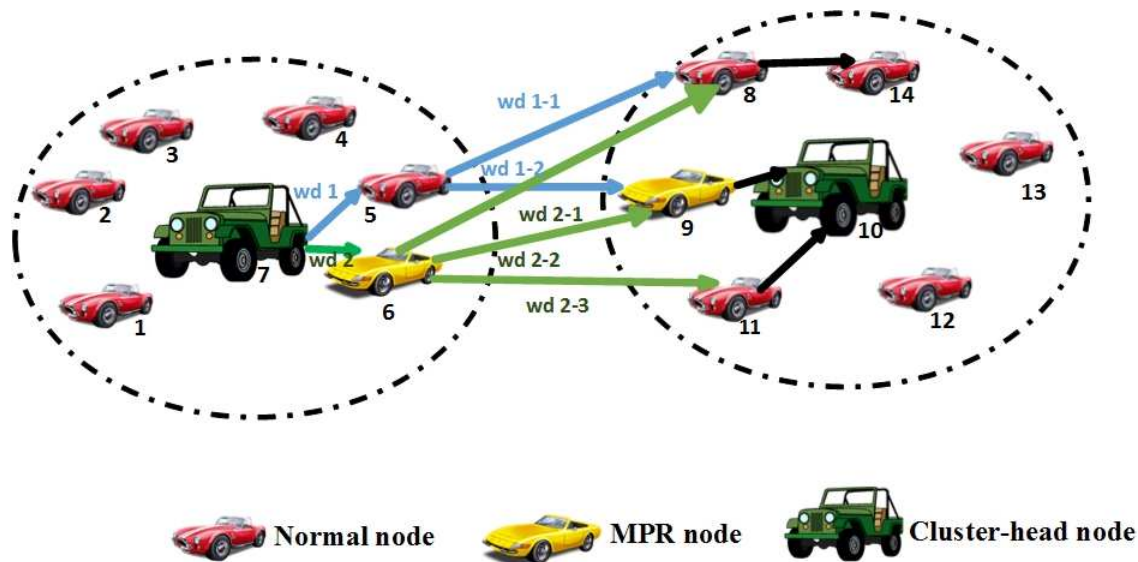 8
14
wd 1-1
3
4
wd 1-2
13
2
wd 1
5
wd 2-1
9
10
7
wd 2
wd 2-2
6
wd 2-3
1
11
12
Normal node
MPR node
Cluster-head node